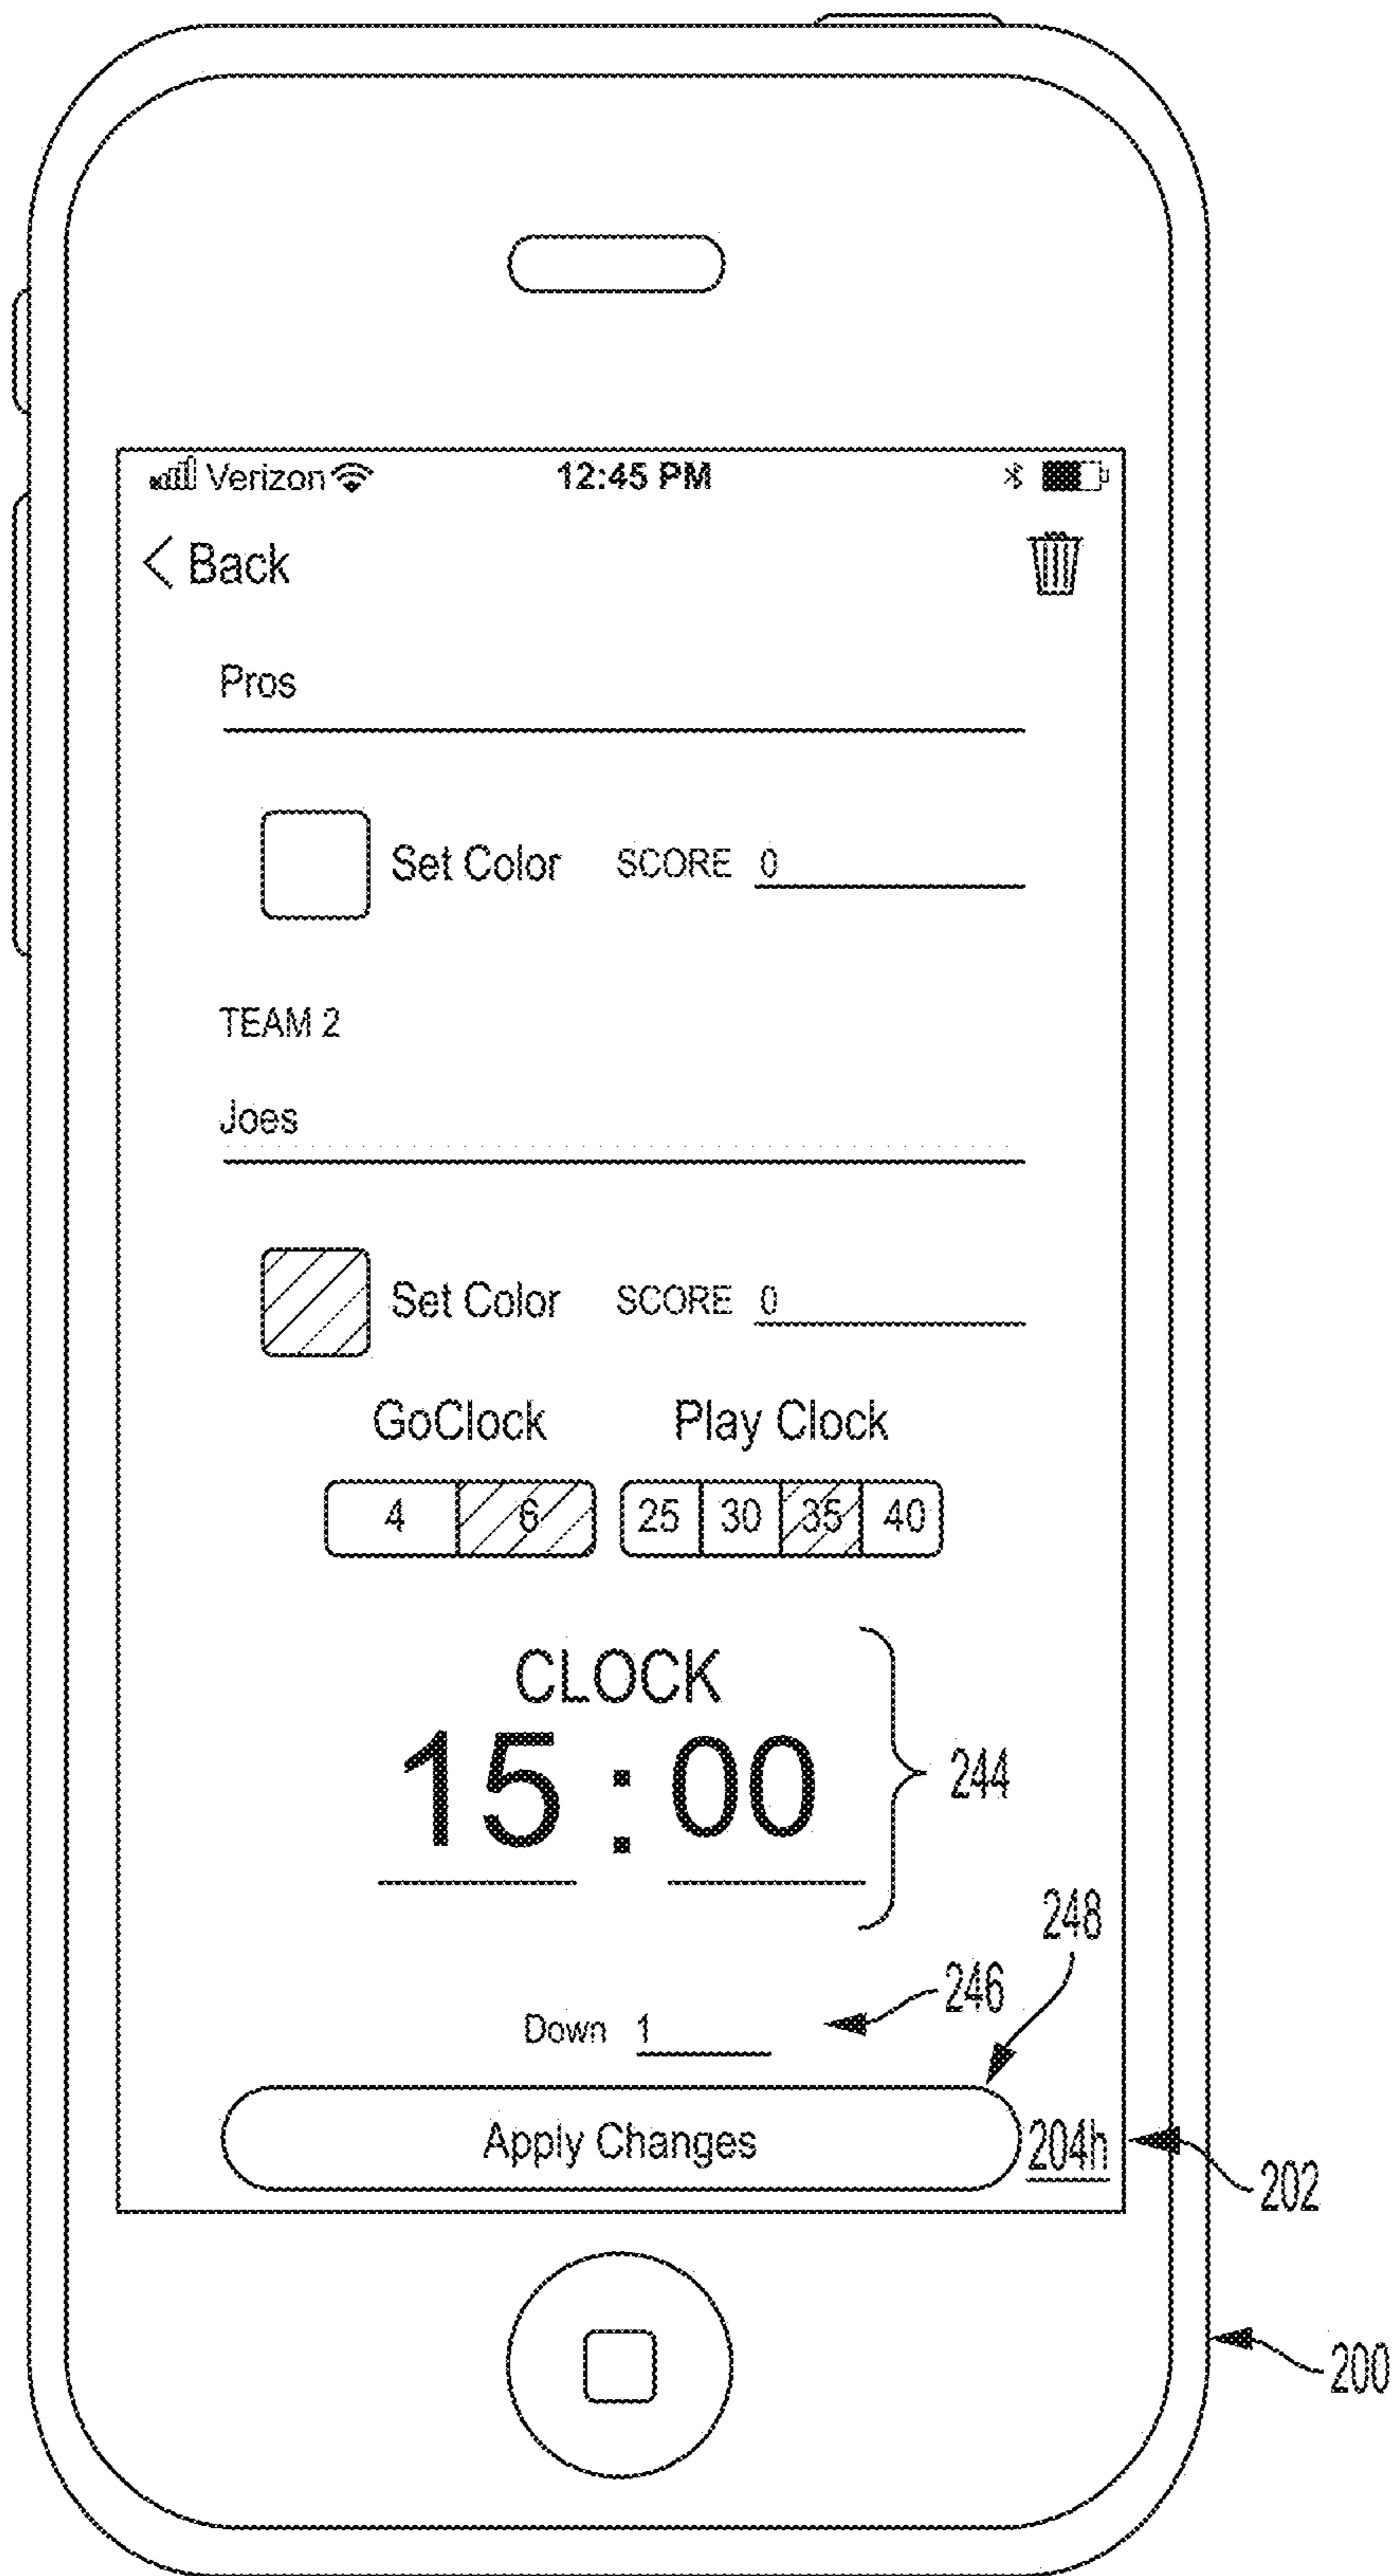 Verizon 12:45 PM
< Back
Pros
Set Color SCORE 0
TEAM 2
Joes
Set Color SCORE 0
GoClock Play Clock
4 6 25 30 35 40
CLOCK
15 : 00
244
248
246
Down 1
Apply Changes
204h
202
200